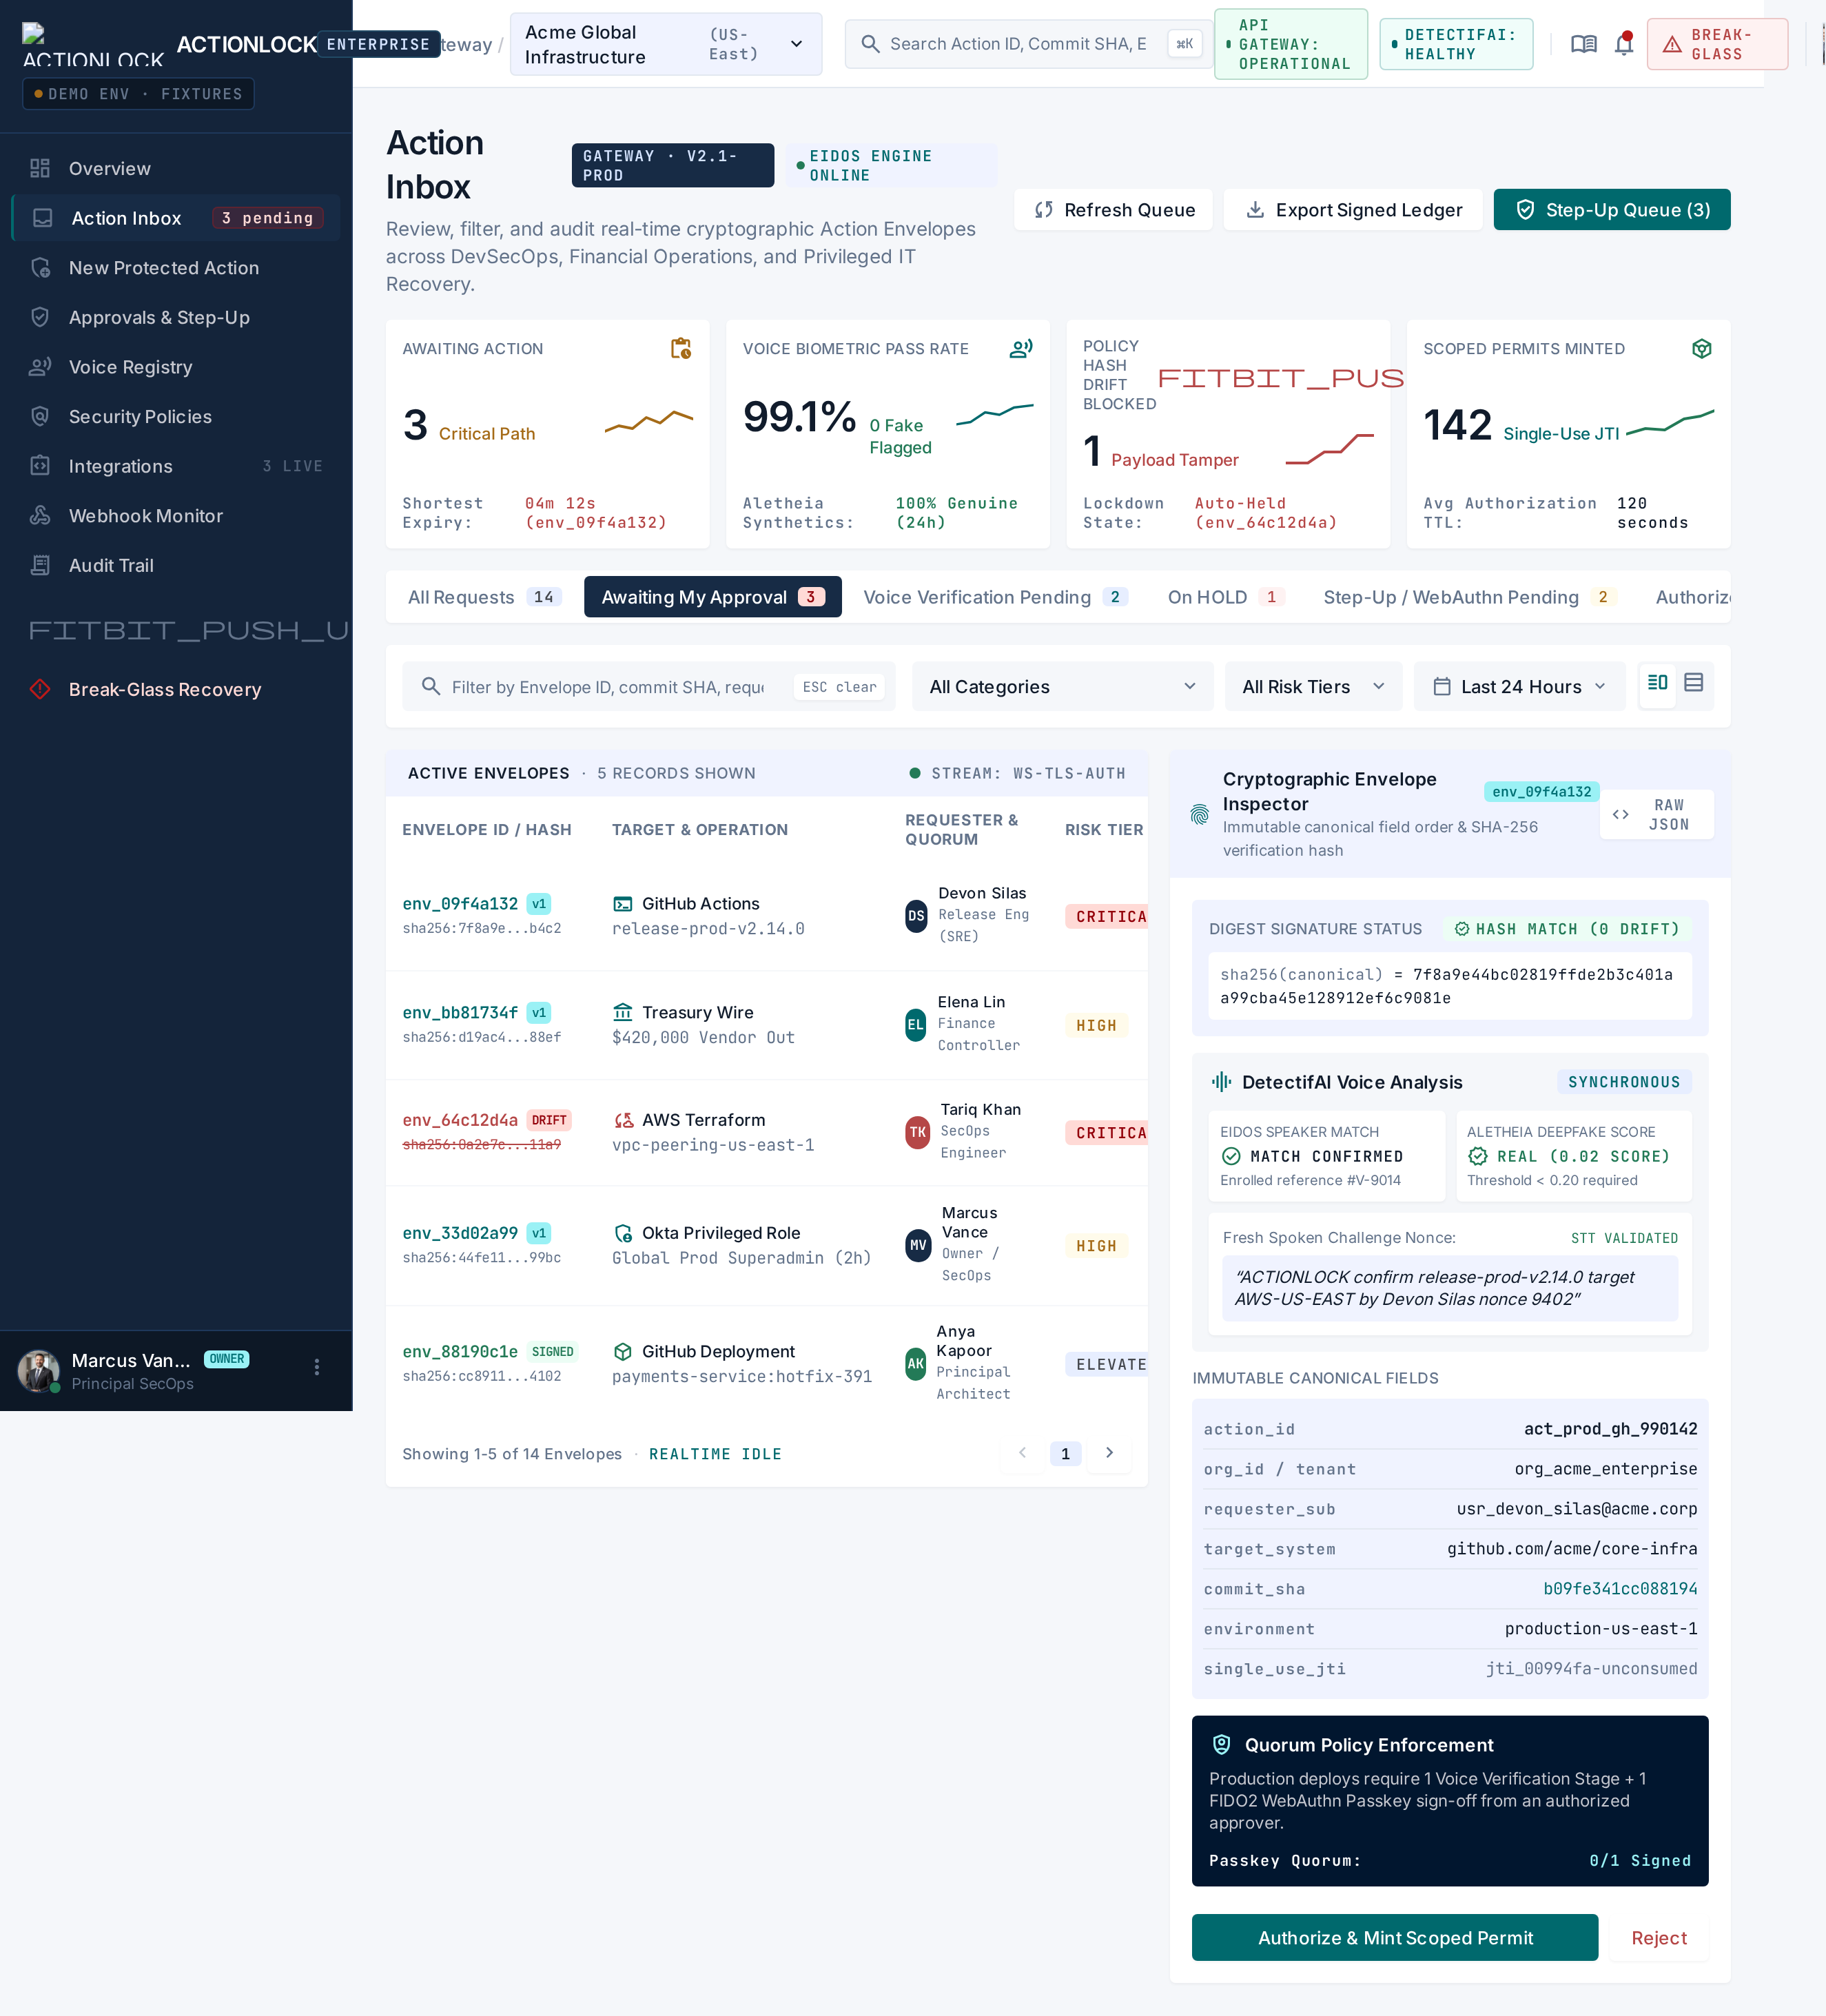 ACTIONLOCK
ACTIONLOCK
ENTERPRISE
DEMO ENV · FIXTURES
Overview
Action Inbox
3 pending
New Protected Action
Approvals & Step-Up
Voice Registry
Security Policies
Integrations
3 LIVE
Webhook Monitor
Audit Trail
FITBIT_PUSH_U
Break-Glass Recovery
Marcus Van...
OWNER
Principal SecOps
teway /
Acme Global
Infrastructure
(US-
East)
Search Action ID, Commit SHA, E
⌘K
API
GATEWAY:
OPERATIONAL
DETECTIFAI:
HEALTHY
BREAK-
GLASS
Action
Inbox
GATEWAY · V2.1-
PROD
EIDOS ENGINE
ONLINE
Review, filter, and audit real-time cryptographic Action Envelopes
across DevSecOps, Financial Operations, and Privileged IT
Recovery.
Refresh Queue
Export Signed Ledger
Step-Up Queue (3)
AWAITING ACTION
3 Critical Path
Shortest
Expiry:
04m 12s
(env_09f4a132)
VOICE BIOMETRIC PASS RATE
99.1%
0 Fake
Flagged
Aletheia
Synthetics:
100% Genuine
(24h)
POLICY
HASH
DRIFT
BLOCKED
FITBIT_PUS
1 Payload Tamper
Lockdown
State:
Auto-Held
(env_64c12d4a)
SCOPED PERMITS MINTED
142 Single-Use JTI
Avg Authorization
TTL:
120
seconds
All Requests 14
Awaiting My Approval 3
Voice Verification Pending 2
On HOLD 1
Step-Up / WebAuthn Pending 2
Authoriz
Filter by Envelope ID, commit SHA, reque
ESC clear
All Categories
All Risk Tiers
Last 24 Hours
ACTIVE ENVELOPES · 5 RECORDS SHOWN
STREAM: WS-TLS-AUTH
ENVELOPE ID / HASH
TARGET & OPERATION
REQUESTER &
QUORUM
RISK TIER
env_09f4a132 v1
sha256:7f8a9e...b4c2
GitHub Actions
release-prod-v2.14.0
DS
Devon Silas
Release Eng
(SRE)
CRITICA
env_bb81734f v1
sha256:d19ac4...88ef
Treasury Wire
$420,000 Vendor Out
EL
Elena Lin
Finance
Controller
HIGH
env_64c12d4a DRIFT
sha256:0a2e7c...11a9
AWS Terraform
vpc-peering-us-east-1
TK
Tariq Khan
SecOps
Engineer
CRITICA
env_33d02a99 v1
sha256:44fe11...99bc
Okta Privileged Role
Global Prod Superadmin (2h)
MV
Marcus
Vance
Owner /
SecOps
HIGH
env_88190c1e SIGNED
sha256:cc8911...4102
GitHub Deployment
payments-service:hotfix-391
AK
Anya
Kapoor
Principal
Architect
ELEVATE
Showing 1-5 of 14 Envelopes · REALTIME IDLE
1
Cryptographic Envelope
Inspector
env_09f4a132
Immutable canonical field order & SHA-256
verification hash
RAW
JSON
DIGEST SIGNATURE STATUS
HASH MATCH (0 DRIFT)
sha256(canonical) = 7f8a9e44bc02819ffde2b3c401a
a99cba45e128912ef6c9081e
DetectifAI Voice Analysis
SYNCHRONOUS
EIDOS SPEAKER MATCH
MATCH CONFIRMED
Enrolled reference #V-9014
ALETHEIA DEEPFAKE SCORE
REAL (0.02 SCORE)
Threshold < 0.20 required
Fresh Spoken Challenge Nonce:
STT VALIDATED
“ACTIONLOCK confirm release-prod-v2.14.0 target
AWS-US-EAST by Devon Silas nonce 9402”
IMMUTABLE CANONICAL FIELDS
action_id act_prod_gh_990142
org_id / tenant org_acme_enterprise
requester_sub usr_devon_silas@acme.corp
target_system github.com/acme/core-infra
commit_sha b09fe341cc088194
environment production-us-east-1
single_use_jti jti_00994fa-unconsumed
Quorum Policy Enforcement
Production deploys require 1 Voice Verification Stage + 1
FIDO2 WebAuthn Passkey sign-off from an authorized
approver.
Passkey Quorum: 0/1 Signed
Authorize & Mint Scoped Permit
Reject